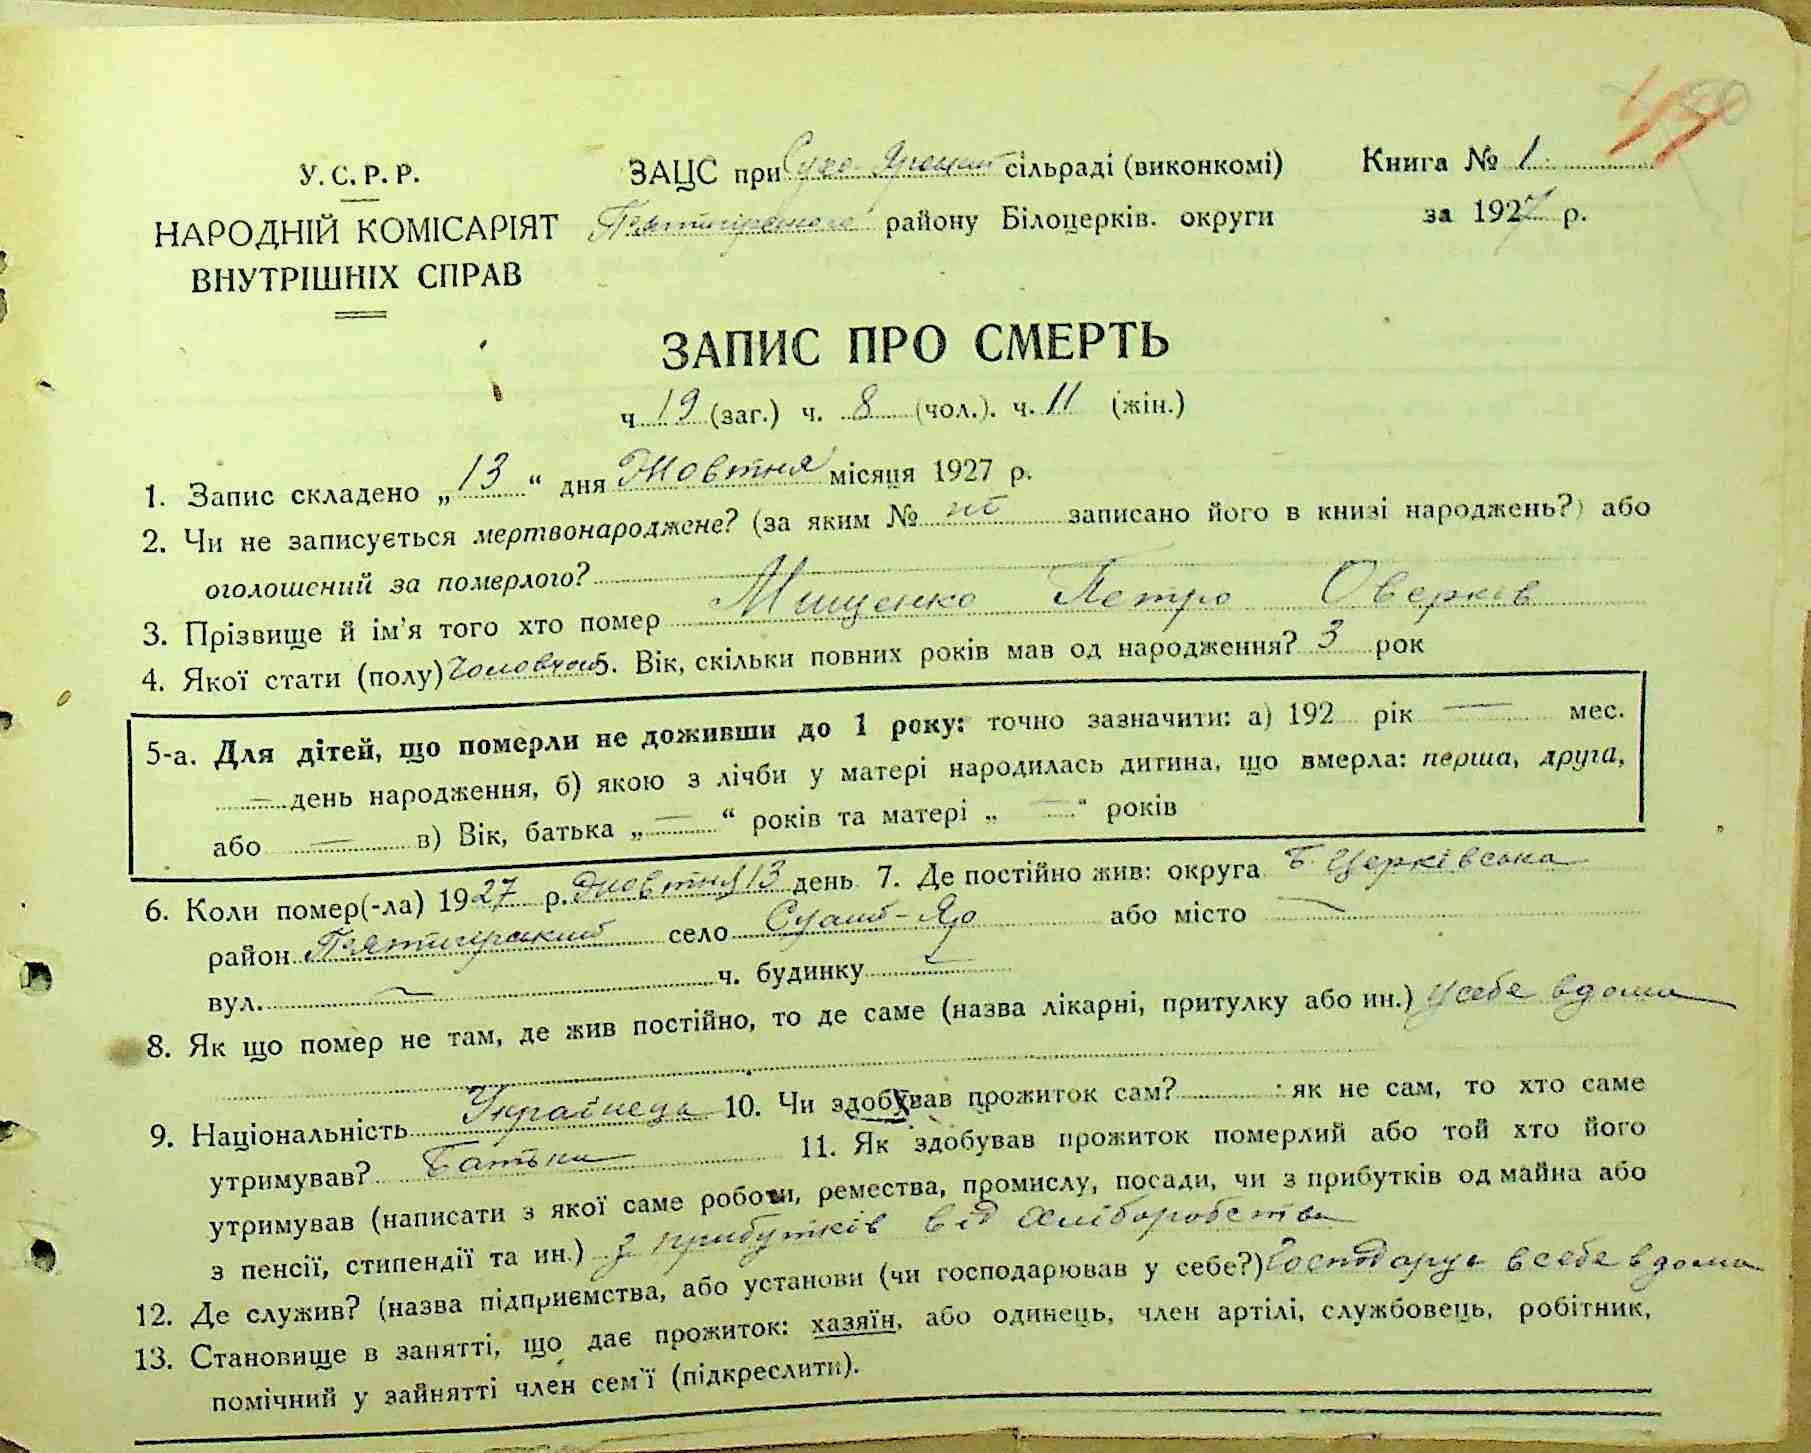 У. С. Р. Р.
НАРОДНІЙ КОМІСАРІЯТ
ВНУТРІШНІХ СПРАВ
ЗАЦС при Сухо- сільраді (виконкомі)
району Білоцерків. округи
Книга № 1
за 1927 р.
ЗАПИС ПРО СМЕРТЬ
ч. 19 (заг.) ч. 8 (чол.). ч. 11 (жін.)
1. Запис складено „13“ дня Жовтня місяця 1927 р.
2. Чи не записується мертвонароджене? (за яким № ні записано його в книзі народжень?) або
оголошений за померлого?
3. Прізвище й ім'я того хто помер Мищенко Петро Оверків
4. Якої стати (полу) 5. Вік, скільки повних років мав од народження? 3 рок
5-а. Для дітей, що померли не доживши до 1 року: точно зазначити: а) 192 рік — мес.
— день народження, б) якою з лічби у матері народилась дитина, що вмерла: перша, друга,
або — в) Вік, батька „—“ років та матері „—“ років
6. Коли помер(-ла) 1927 р. жовтня 13 день 7. Де постійно жив: округа Б. Церківська
район село або місто —
вул. — ч. будинку
8. Як що помер не там, де жив постійно, то де саме (назва лікарні, притулку або ин.) у себе вдома
9. Національність Українець 10. Чи здобував прожиток сам? : як не сам, то хто саме
утримував? Батьки 11. Як здобував прожиток померлий або той хто його
утримував (написати з якої саме роботи, ремества, промислу, посади, чи з прибутків од майна або
з пенсії, стипендії та ин.) з прибутків від хліборобства
12. Де служив? (назва підприємства, або установи (чи господарював у себе?) в себе вдома
13. Становище в занятті, що дає прожиток: хазяїн, або одинець, член артілі, службовець, робітник,
помічний у зайнятті член сем'ї (підкреслити).